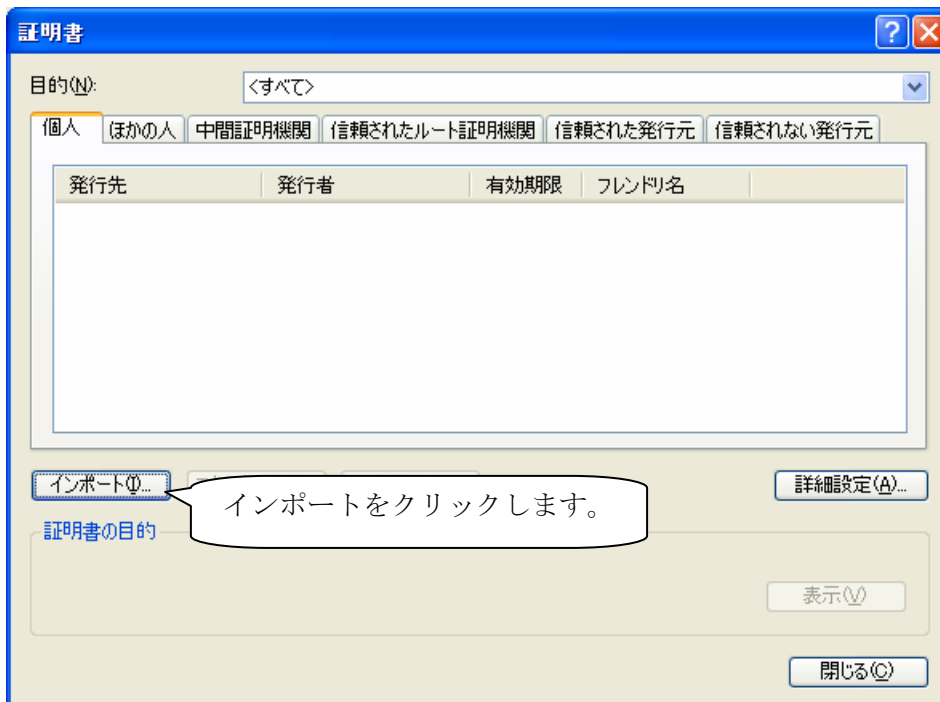 証明書
目的(N): <すべて>
個人 ほかの人 中間証明機関 信頼されたルート証明機関 信頼された発行元 信頼されない発行元
発行先 発行者 有効期限 フレンドリ名
インポート(I)... 詳細設定(A)...
インポートをクリックします。
証明書の目的
表示(V)
閉じる(C)